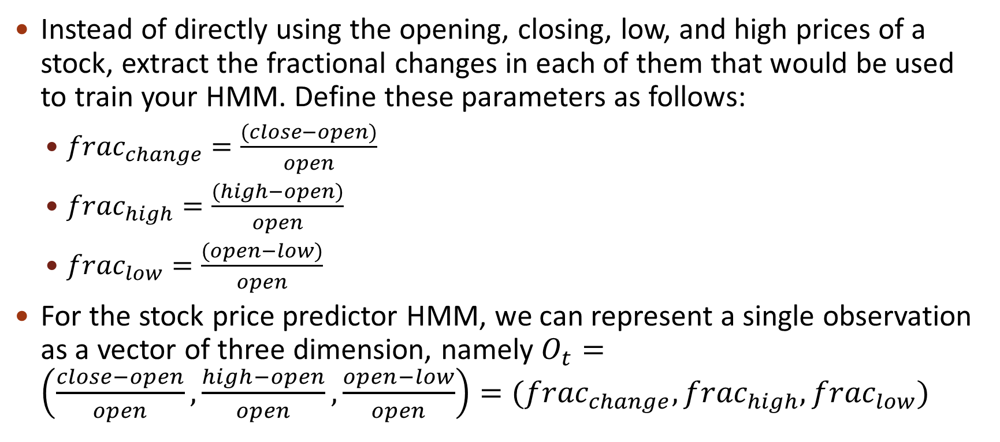 • Instead of directly using the opening, closing, low, and high prices of a
stock, extract the fractional changes in each of them that would be used
to train your HMM. Define these parameters as follows:
• $frac_{change} = \frac{(close-open)}{open}$
• $frac_{high} = \frac{(high-open)}{open}$
• $frac_{low} = \frac{(open-low)}{open}$
• For the stock price predictor HMM, we can represent a single observation
as a vector of three dimension, namely $O_t =$
$\left(\frac{close-open}{open}, \frac{high-open}{open}, \frac{open-low}{open}\right) = (frac_{change}, frac_{high}, frac_{low})$